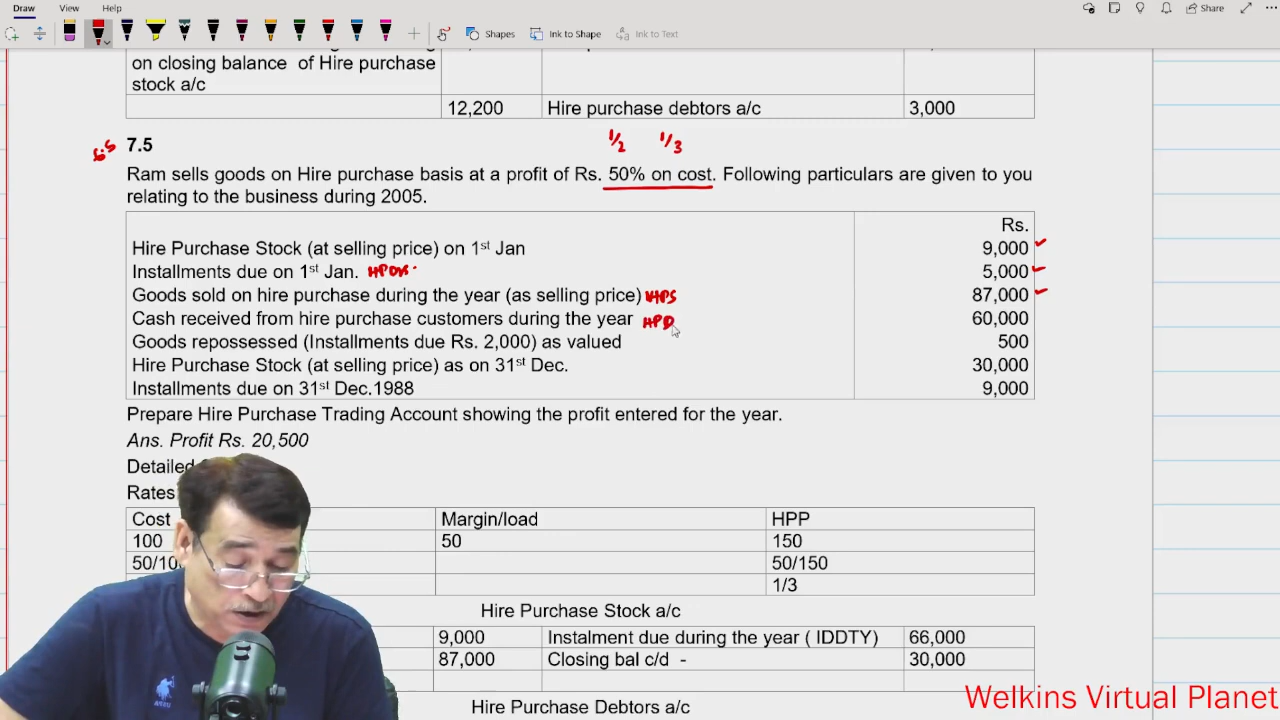 Draw View Help
Share
Shapes Ink to Shape Ink to Text
on closing balance of Hire purchase
stock a/c
12,200 Hire purchase debtors a/c 3,000
1/2 1/3
7.5
Ram sells goods on Hire purchase basis at a profit of Rs. 50% on cost. Following particulars are given to you
relating to the business during 2005.
Rs.
Hire Purchase Stock (at selling price) on 1st Jan 9,000
Installments due on 1st Jan. 5,000
Goods sold on hire purchase during the year (as selling price) HPS 87,000
Cash received from hire purchase customers during the year HPD 60,000
Goods repossessed (Installments due Rs. 2,000) as valued 500
Hire Purchase Stock (at selling price) as on 31st Dec. 30,000
Installments due on 31st Dec.1988 9,000
Prepare Hire Purchase Trading Account showing the profit entered for the year.
Ans. Profit Rs. 20,500
Detailed
Rates
Cost Margin/load HPP
100 50 150
50/10 50/150
1/3
Hire Purchase Stock a/c
9,000 Instalment due during the year ( IDDTY) 66,000
87,000 Closing bal c/d - 30,000
Hire Purchase Debtors a/c
Welkins Virtual Planet